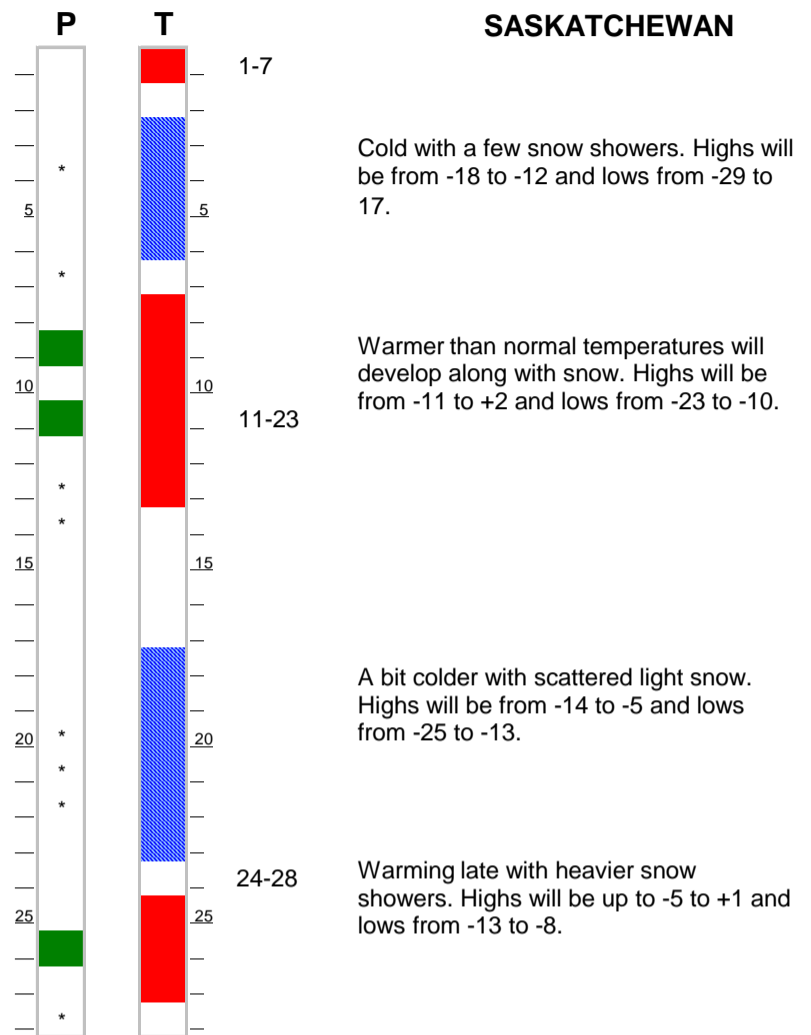 P T SASKATCHEWAN
1-7
Cold with a few snow showers. Highs will
be from -18 to -12 and lows from -29 to
17.
*
5 5
*
Warmer than normal temperatures will
develop along with snow. Highs will be
from -11 to +2 and lows from -23 to -10.
10 10
11-23
*
*
15 15
A bit colder with scattered light snow.
Highs will be from -14 to -5 and lows
from -25 to -13.
*
20 20
*
*
24-28
Warming late with heavier snow
showers. Highs will be up to -5 to +1 and
lows from -13 to -8.
25 25
*